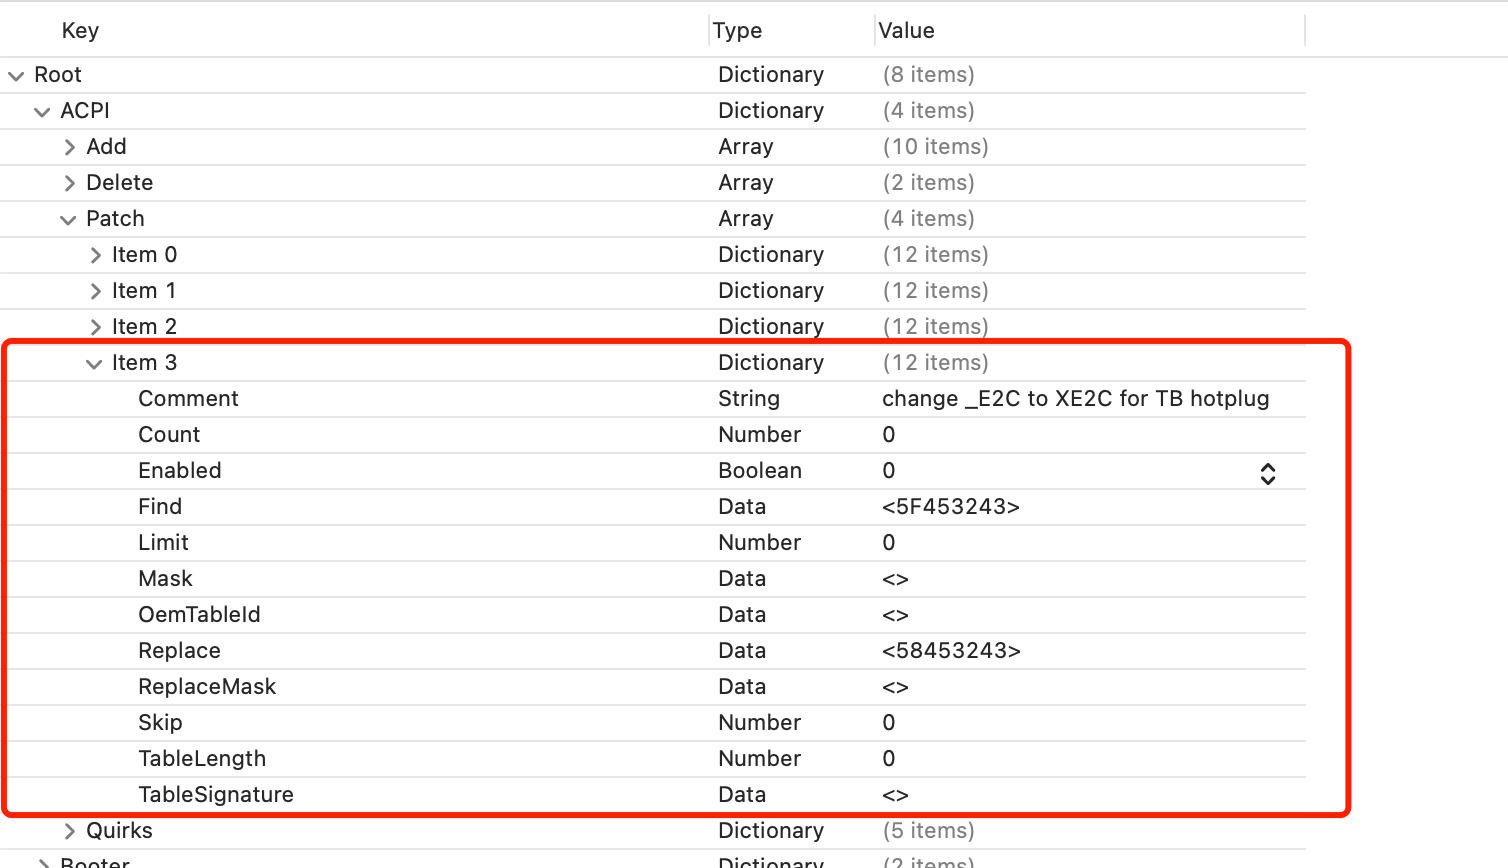 Key Type Value
Root Dictionary (8 items)
ACPI Dictionary (4 items)
Add Array (10 items)
Delete Array (2 items)
Patch Array (4 items)
Item 0 Dictionary (12 items)
Item 1 Dictionary (12 items)
Item 2 Dictionary (12 items)
Item 3 Dictionary (12 items)
Comment String change _E2C to XE2C for TB hotplug
Count Number 0
Enabled Boolean 0
Find Data <5F453243>
Limit Number 0
Mask Data <>
OemTableId Data <>
Replace Data <58453243>
ReplaceMask Data <>
Skip Number 0
TableLength Number 0
TableSignature Data <>
Quirks Dictionary (5 items)
Booter Dictionary (2 items)